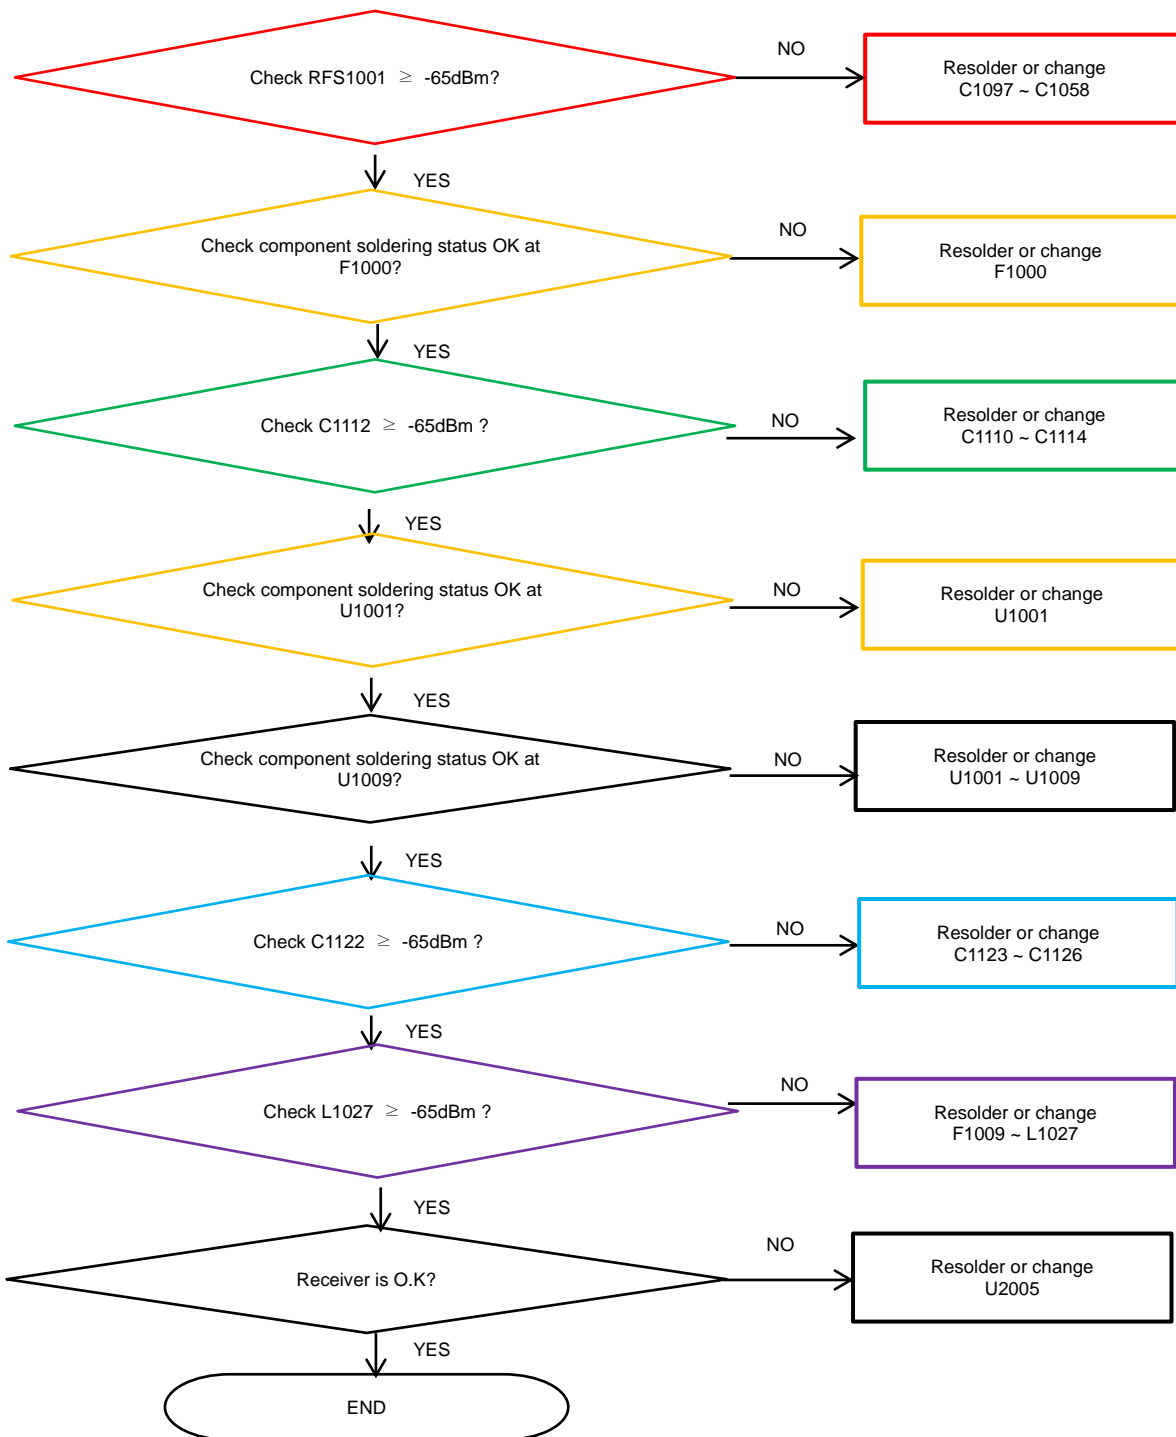 Check RFS1001 ≥ -65dBm?
NO
Resolder or change
C1097 ~ C1058
YES
Check component soldering status OK at
F1000?
NO
Resolder or change
F1000
YES
Check C1112 ≥ -65dBm ?
NO
Resolder or change
C1110 ~ C1114
YES
Check component soldering status OK at
U1001?
NO
Resolder or change
U1001
YES
Check component soldering status OK at
U1009?
NO
Resolder or change
U1001 ~ U1009
YES
Check C1122 ≥ -65dBm ?
NO
Resolder or change
C1123 ~ C1126
YES
Check L1027 ≥ -65dBm ?
NO
Resolder or change
F1009 ~ L1027
YES
Receiver is O.K?
NO
Resolder or change
U2005
YES
END